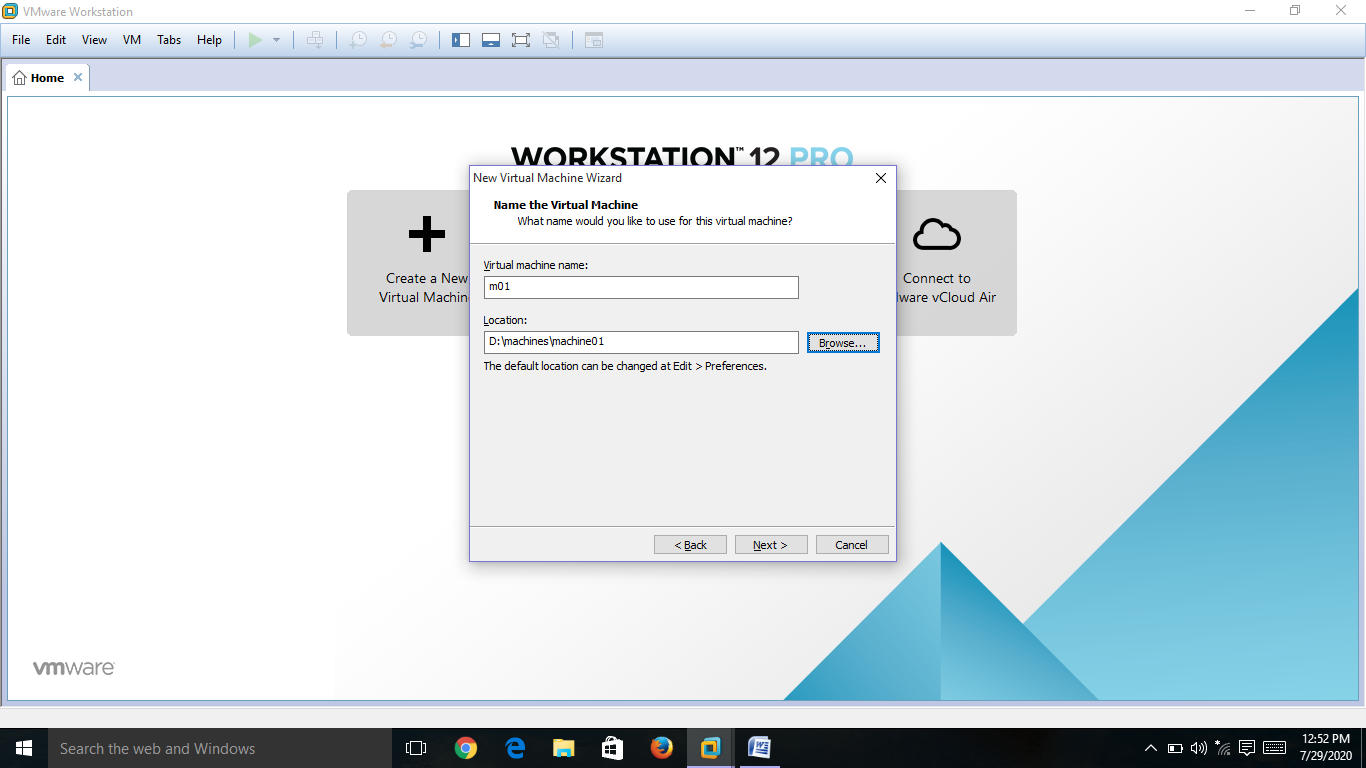 VMware Workstation
File Edit View VM Tabs Help
Home
WORKSTATION™ 12 PRO
New Virtual Machine Wizard
Name the Virtual Machine
What name would you like to use for this virtual machine?
Create a New
Virtual Machin
Virtual machine name:
m01
Location:
D:\machines\machine01
Browse...
The default location can be changed at Edit > Preferences.
< Back Next > Cancel
Connect to
ware vCloud Air
vmware
Search the web and Windows
12:52 PM
7/29/2020